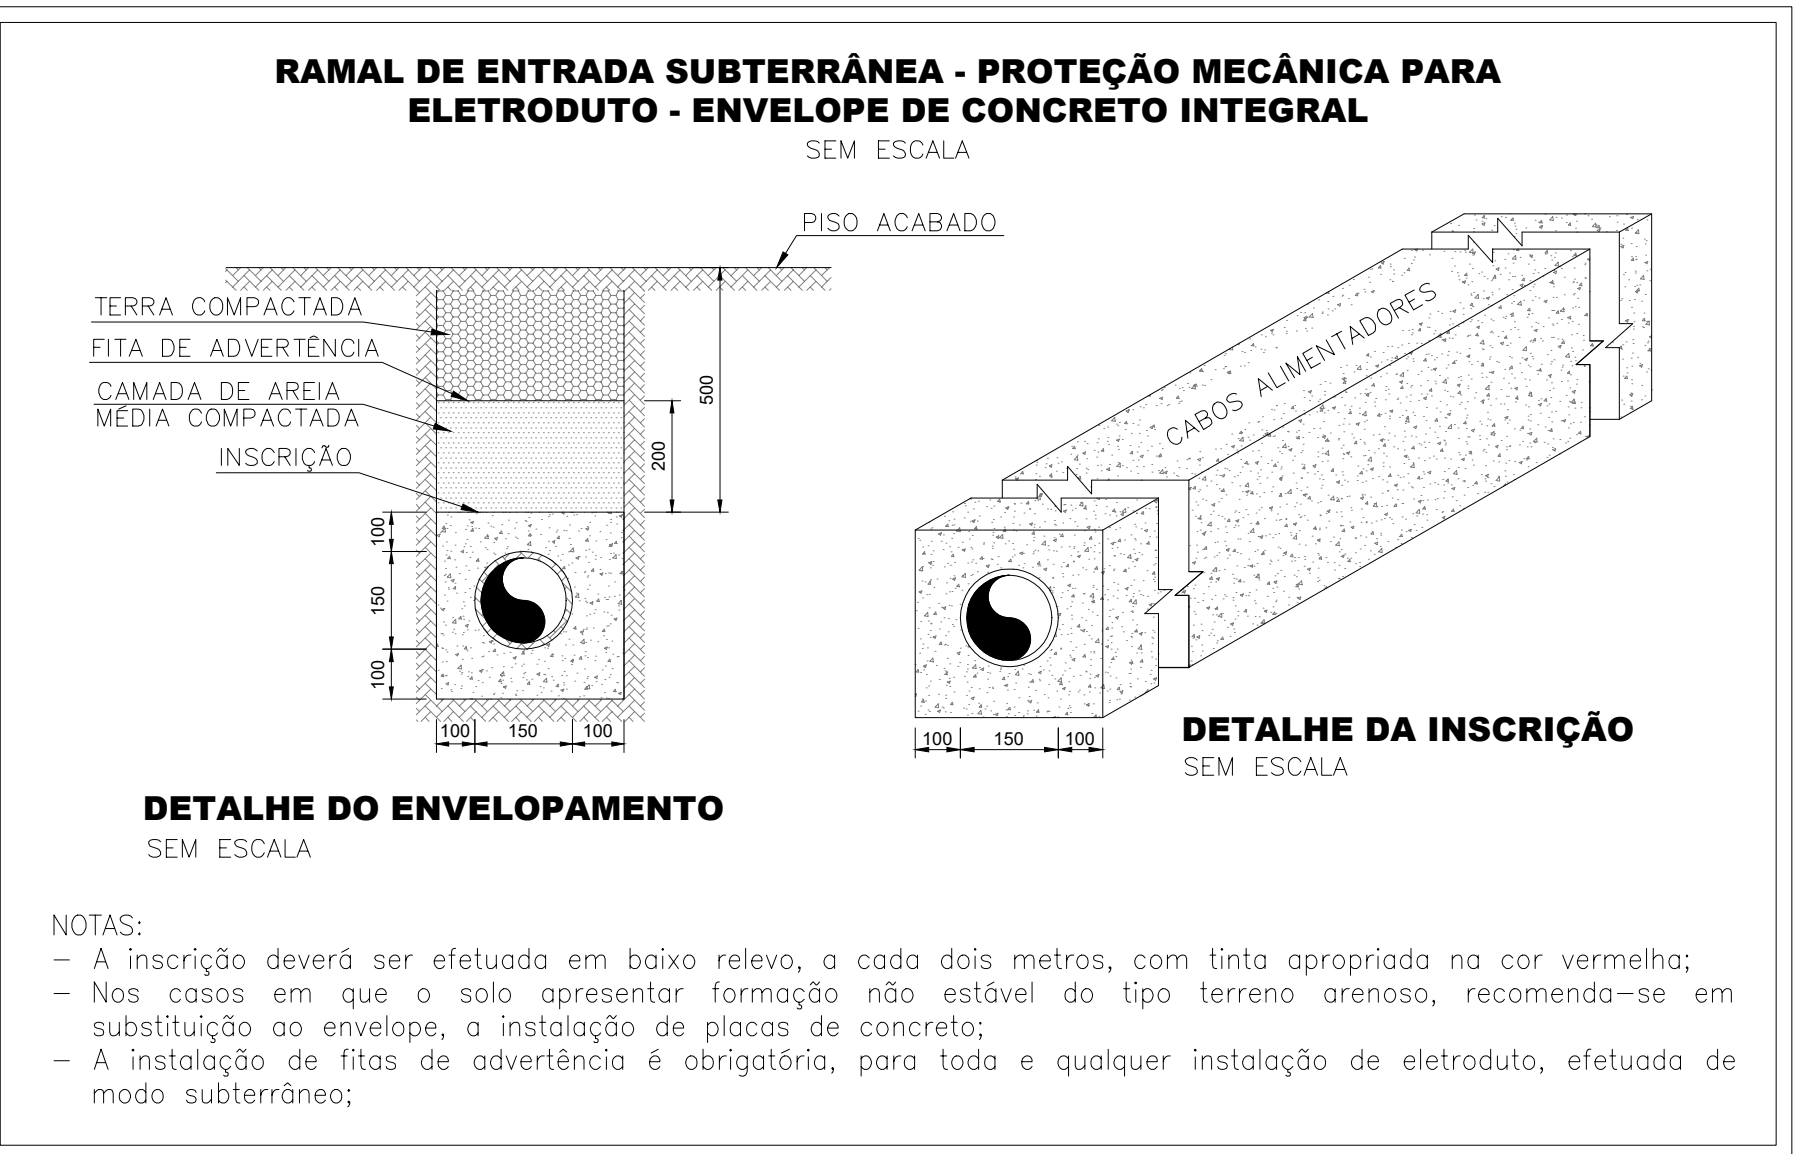 RAMAL DE ENTRADA SUBTERRÂNEA - PROTEÇÃO MECÂNICA PARA
ELETRODUTO - ENVELOPE DE CONCRETO INTEGRAL
SEM ESCALA
PISO ACABADO
TERRA COMPACTADA
FITA DE ADVERTÊNCIA
CAMADA DE AREIA
MÉDIA COMPACTADA
INSCRIÇÃO
500
200
100
150
100
100 150 100
CABOS ALIMENTADORES
100 150 100
DETALHE DA INSCRIÇÃO
SEM ESCALA
DETALHE DO ENVELOPAMENTO
SEM ESCALA
NOTAS:
– A inscrição deverá ser efetuada em baixo relevo, a cada dois metros, com tinta apropriada na cor vermelha;
– Nos casos em que o solo apresentar formação não estável do tipo terreno arenoso, recomenda-se em
substituição ao envelope, a instalação de placas de concreto;
– A instalação de fitas de advertência é obrigatória, para toda e qualquer instalação de eletroduto, efetuada de
modo subterrâneo;